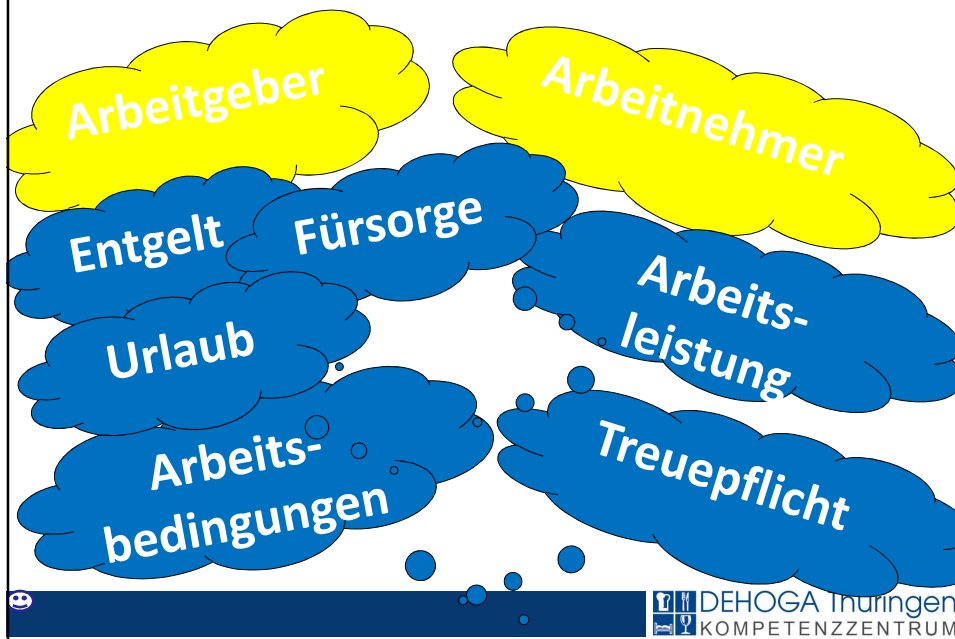 Arbeitgeber
Arbeitnehmer
Entgelt
Fürsorge
Urlaub
Arbeits-
bedingungen
Arbeits-
leistung
Treuepflicht
DEHOGA Thüringen
KOMPETENZZENTRUM